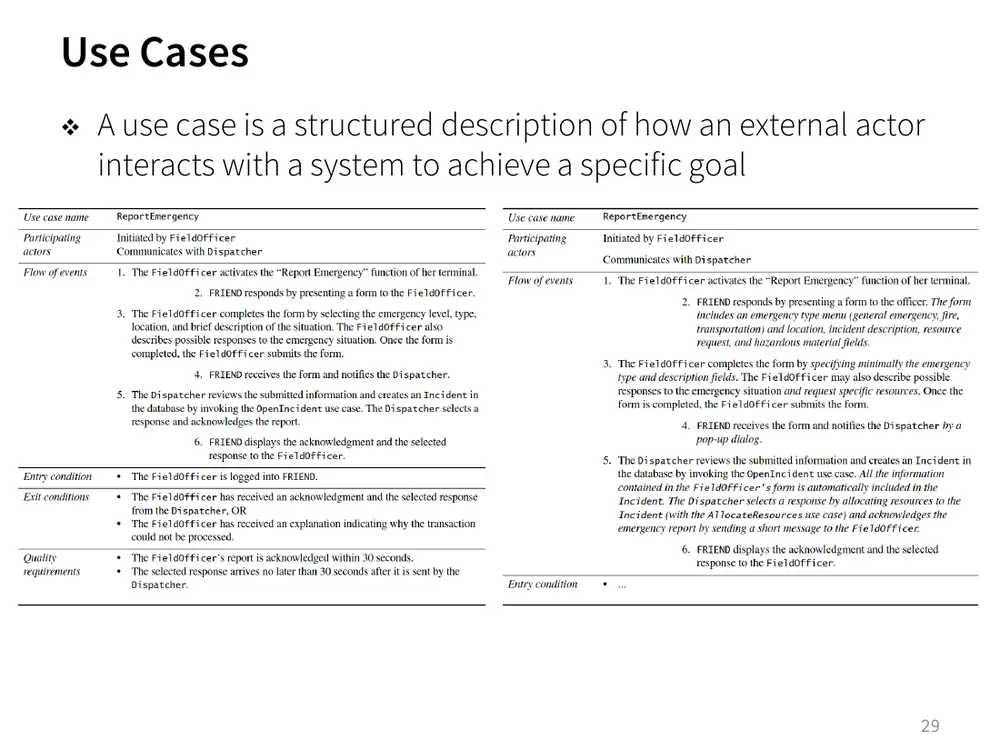 Use Cases
❖ A use case is a structured description of how an external actor
interacts with a system to achieve a specific goal
Use case name ReportEmergency
Participating Initiated by FieldOfficer
actors Communicates with Dispatcher
Flow of events 1. The FieldOfficer activates the “Report Emergency” function of her terminal.
2. FRIEND responds by presenting a form to the FieldOfficer.
3. The FieldOfficer completes the form by selecting the emergency level, type,
location, and brief description of the situation. The FieldOfficer also
describes possible responses to the emergency situation. Once the form is
completed, the FieldOfficer submits the form.
4. FRIEND receives the form and notifies the Dispatcher.
5. The Dispatcher reviews the submitted information and creates an Incident in
the database by invoking the OpenIncident use case. The Dispatcher selects a
response and acknowledges the report.
6. FRIEND displays the acknowledgment and the selected
response to the FieldOfficer.
Entry condition • The FieldOfficer is logged into FRIEND.
Exit conditions • The FieldOfficer has received an acknowledgment and the selected response
from the Dispatcher, OR
• The FieldOfficer has received an explanation indicating why the transaction
could not be processed.
Quality • The FieldOfficer’s report is acknowledged within 30 seconds.
requirements • The selected response arrives no later than 30 seconds after it is sent by the
Dispatcher.
Use case name ReportEmergency
Participating Initiated by FieldOfficer
actors
Communicates with Dispatcher
Flow of events 1. The FieldOfficer activates the “Report Emergency” function of her terminal.
2. FRIEND responds by presenting a form to the officer. The form
includes an emergency type menu (general emergency, fire,
transportation) and location, incident description, resource
request, and hazardous material fields.
3. The FieldOfficer completes the form by specifying minimally the emergency
type and description fields. The FieldOfficer may also describe possible
responses to the emergency situation and request specific resources. Once the
form is completed, the FieldOfficer submits the form.
4. FRIEND receives the form and notifies the Dispatcher by a
pop-up dialog.
5. The Dispatcher reviews the submitted information and creates an Incident in
the database by invoking the OpenIncident use case. All the information
contained in the FieldOfficer’s form is automatically included in the
Incident. The Dispatcher selects a response by allocating resources to the
Incident (with the AllocateResources use case) and acknowledges the
emergency report by sending a short message to the FieldOfficer.
6. FRIEND displays the acknowledgment and the selected
response to the FieldOfficer.
Entry condition • ...
29